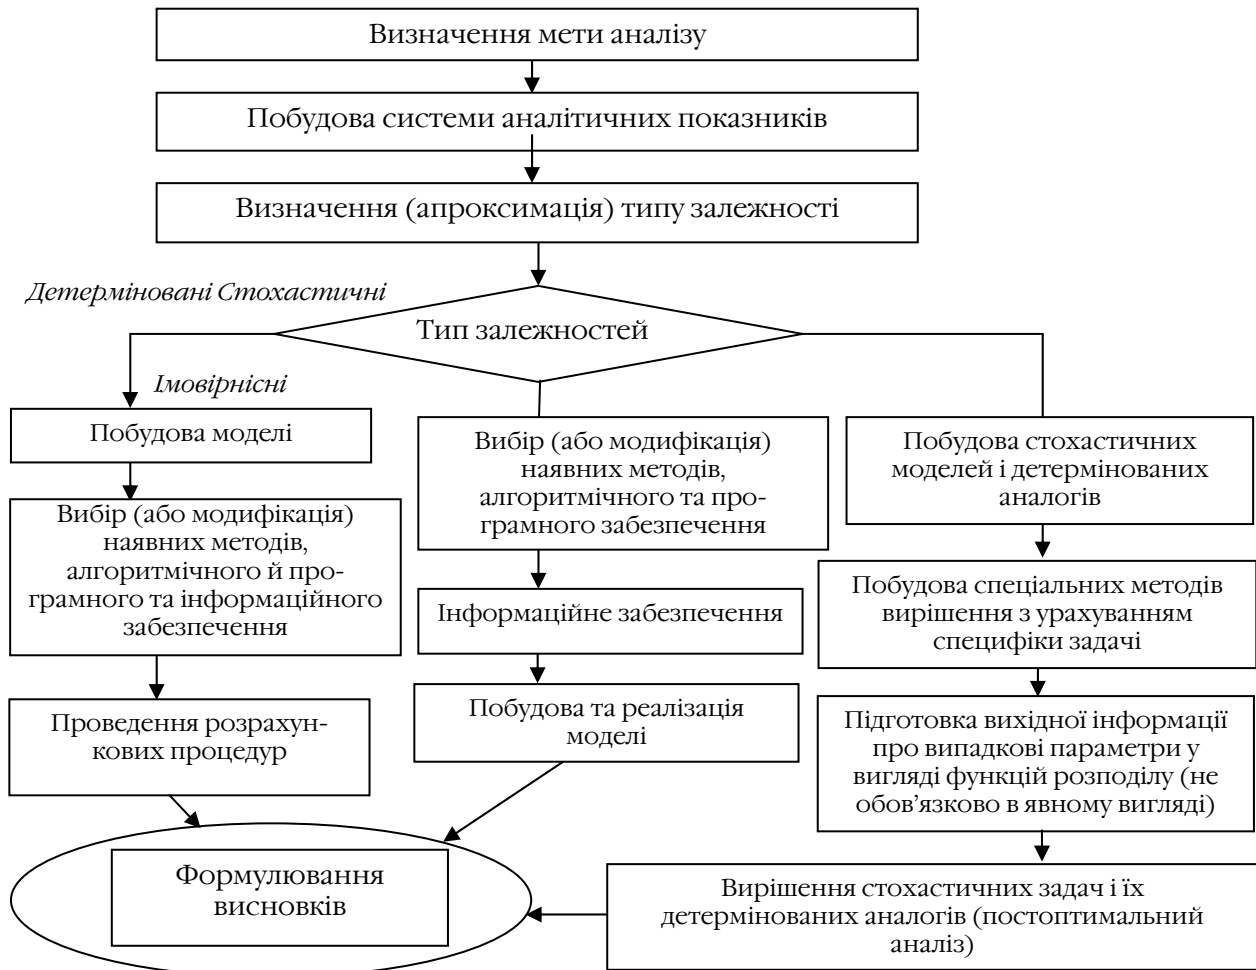 Визначення мети аналізу
Побудова системи аналітичних показників
Визначення (апроксимація) типу залежності
Детерміновані Стохастичні
Тип залежностей
Імовірнісні
Побудова моделі
Вибір (або модифікація)
наявних методів,
алгоритмічного й про-
грамного та інформаційного
забезпечення
Проведення розрахун-
кових процедур
Вибір (або модифікація)
наявних методів,
алгоритмічного та про-
грамного забезпечення
Інформаційне забезпечення
Побудова та реалізація
моделі
Побудова стохастичних
моделей і детермінованих
аналогів
Побудова спеціальних методів
вирішення з урахуванням
специфіки задачі
Підготовка вихідної інформації
про випадкові параметри у
вигляді функцій розподілу (не
обов’язково в явному вигляді)
Вирішення стохастичних задач і їх
детермінованих аналогів (постоптимальний
аналіз)
Формулювання
висновків